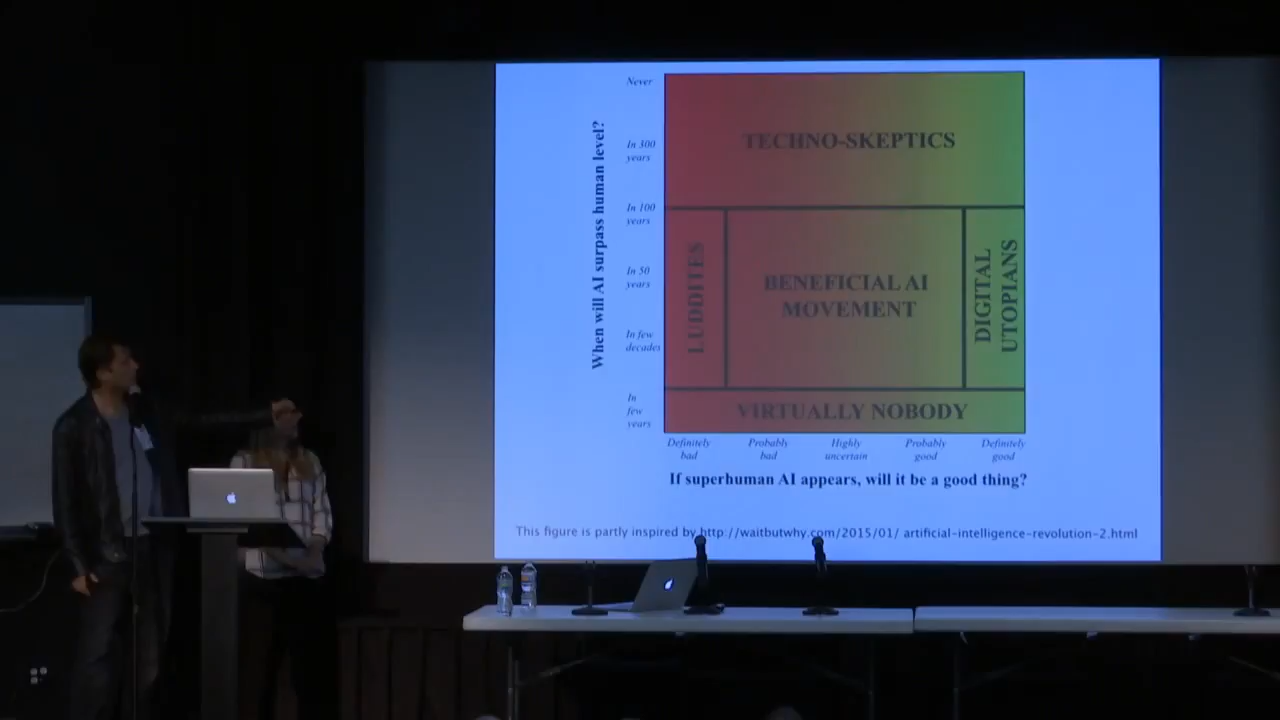 When will AI surpass human level?
Never
In 300
years
In 100
years
In 50
years
In few
decades
In
few
years
TECHNO-SKEPTICS
LUDDITES
BENEFICIAL AI
MOVEMENT
DIGITAL
UTOPIANS
VIRTUALLY NOBODY
Definitely
bad
Probably
bad
Highly
uncertain
Probably
good
Definitely
good
If superhuman AI appears, will it be a good thing?
This figure is partly inspired by http://waitbutwhy.com/2015/01/ artificial-intelligence-revolution-2.html